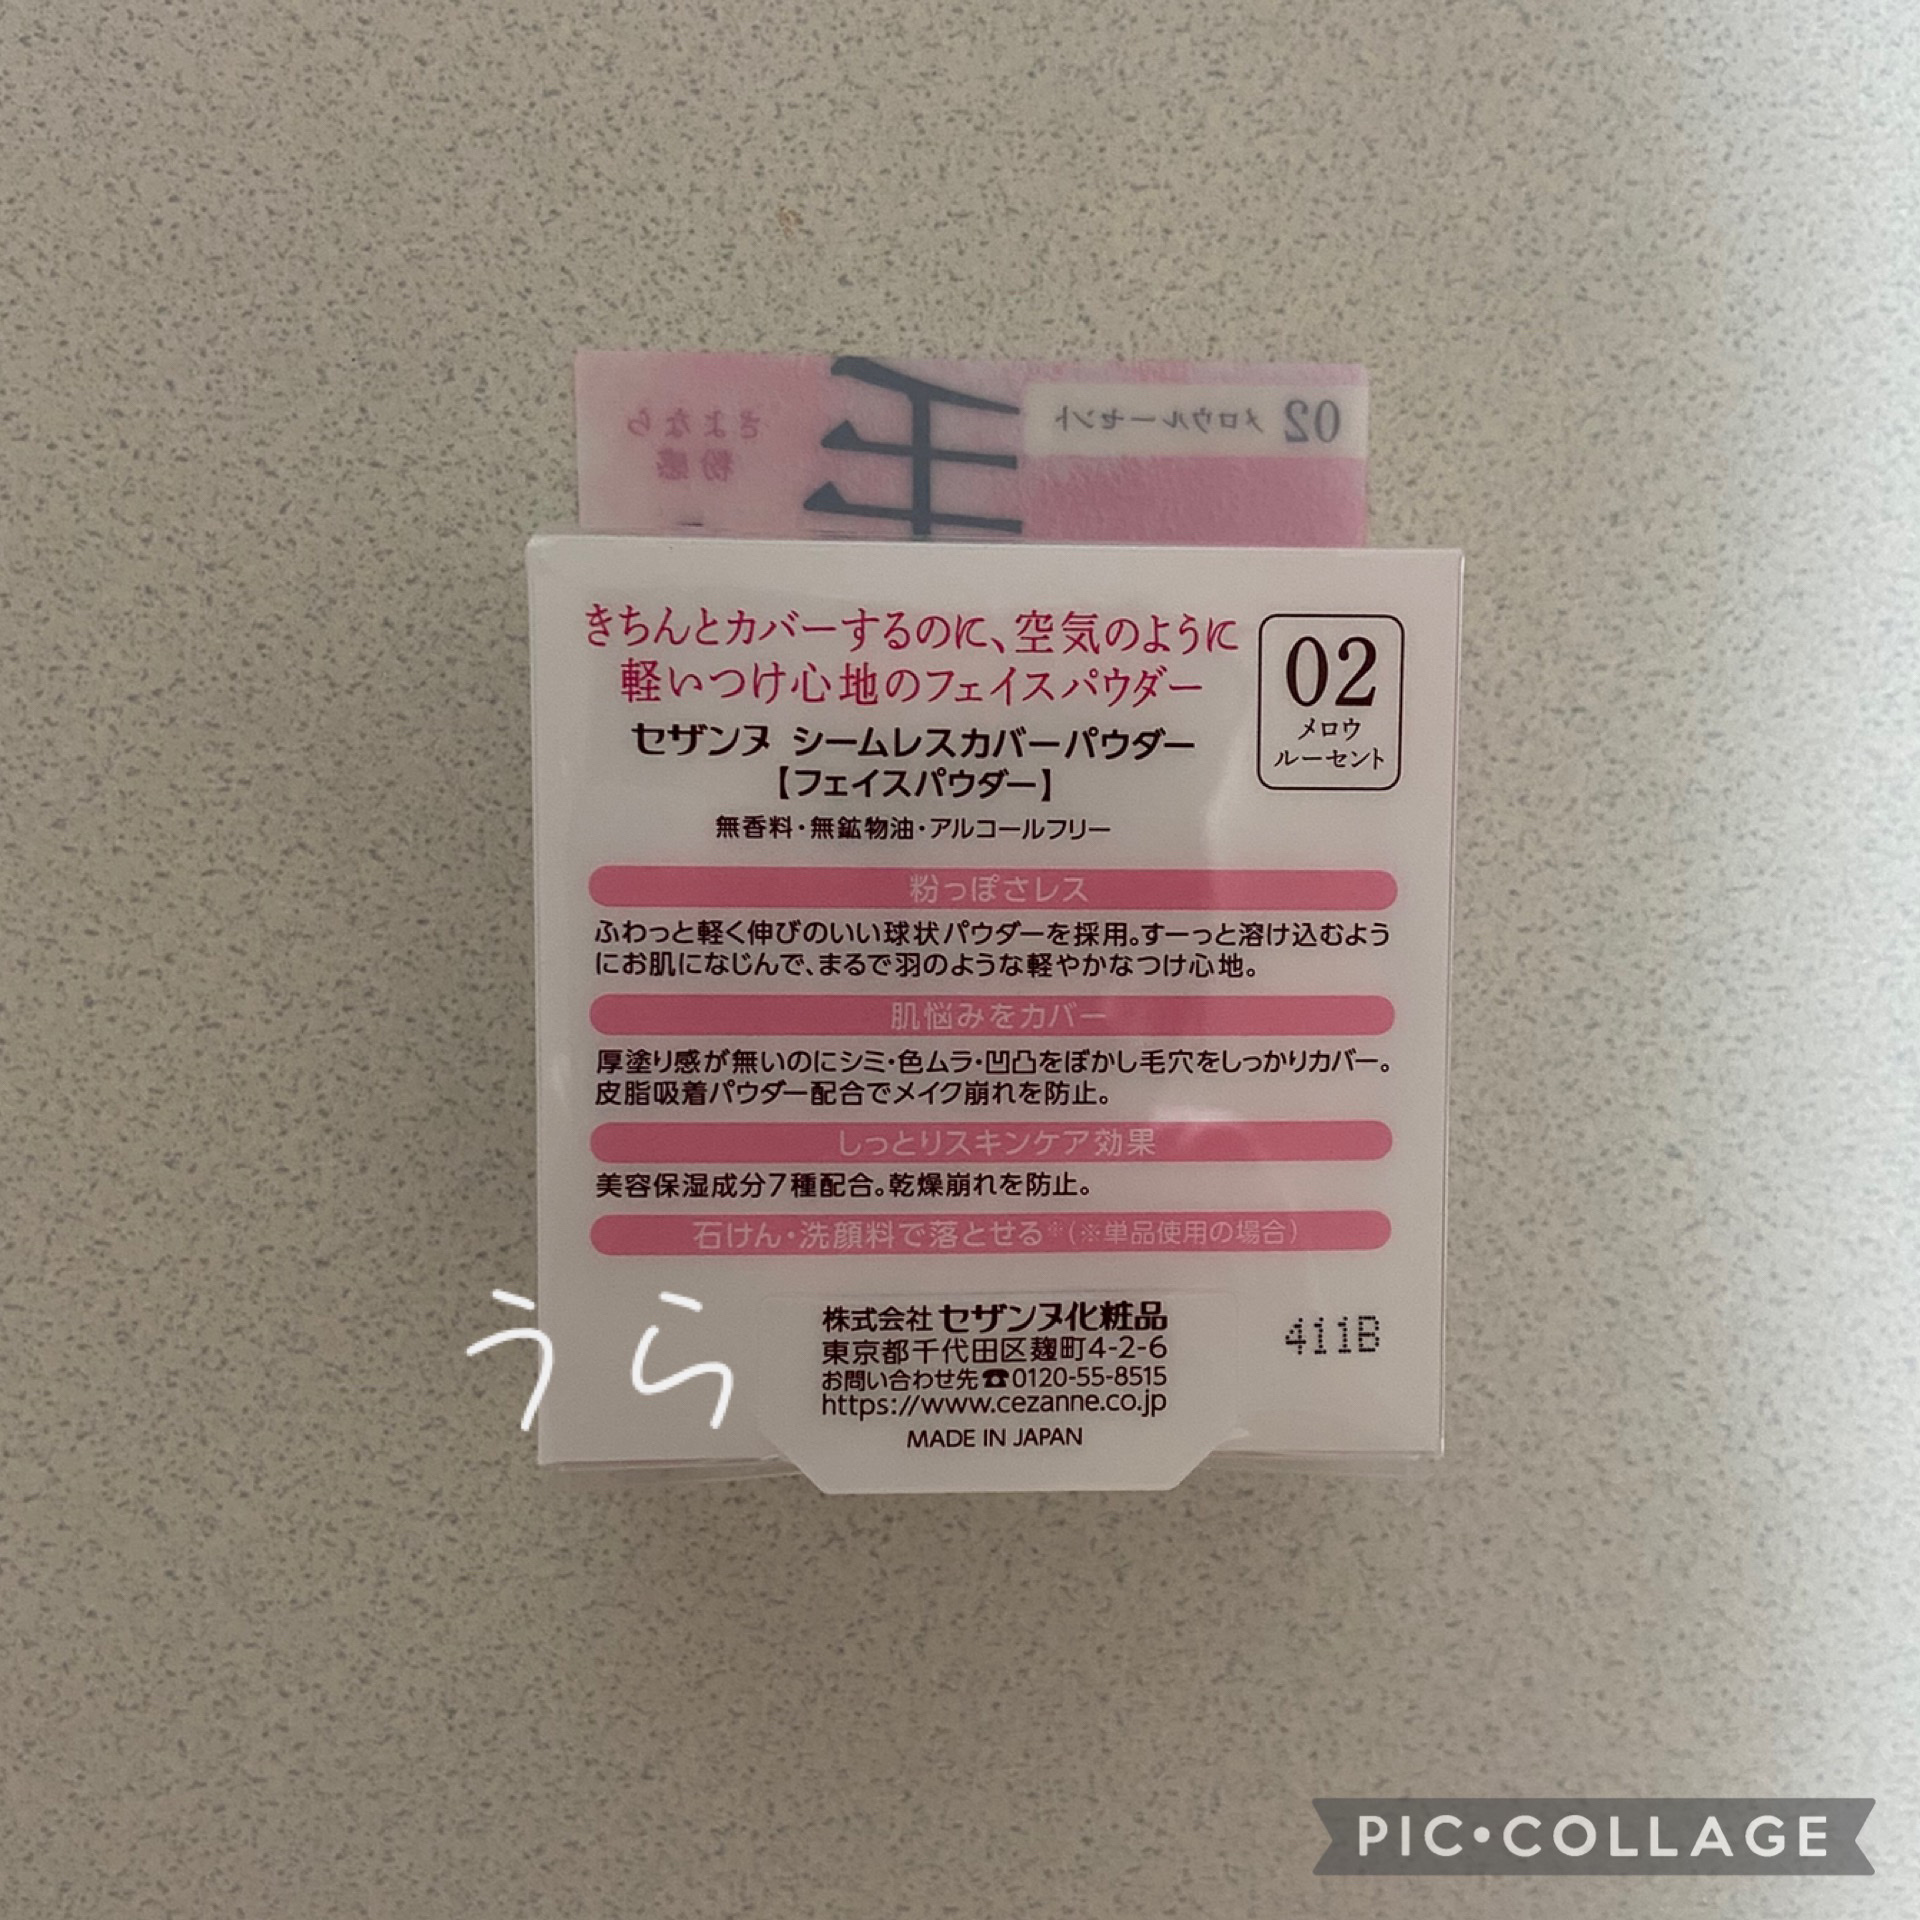 02 メロウルーセント
さよなら
粉感
毛
きちんとカバーするのに、空気のように
軽いつけ心地のフェイスパウダー
02
メロウ
ルーセント
セザンヌ シームレスカバーパウダー
【フェイスパウダー】
無香料・無鉱物油・アルコールフリー
粉っぽさレス
ふわっと軽く伸びのいい球状パウダーを採用。すーっと溶け込むよう
にお肌になじんで、まるで羽のような軽やかなつけ心地。
肌悩みをカバー
厚塗り感が無いのにシミ・色ムラ・凹凸をぼかし毛穴をしっかりカバー。
皮脂吸着パウダー配合でメイク崩れを防止。
しっとりスキンケア効果
美容保湿成分7種配合。乾燥崩れを防止。
石けん・洗顔料で落とせる※(※単品使用の場合)
うら
株式会社 セザンヌ化粧品
東京都千代田区麹町4-2-6
お問い合わせ先☎0120-55-8515
https://www.cezanne.co.jp
MADE IN JAPAN
411B
PIC•COLLAGE